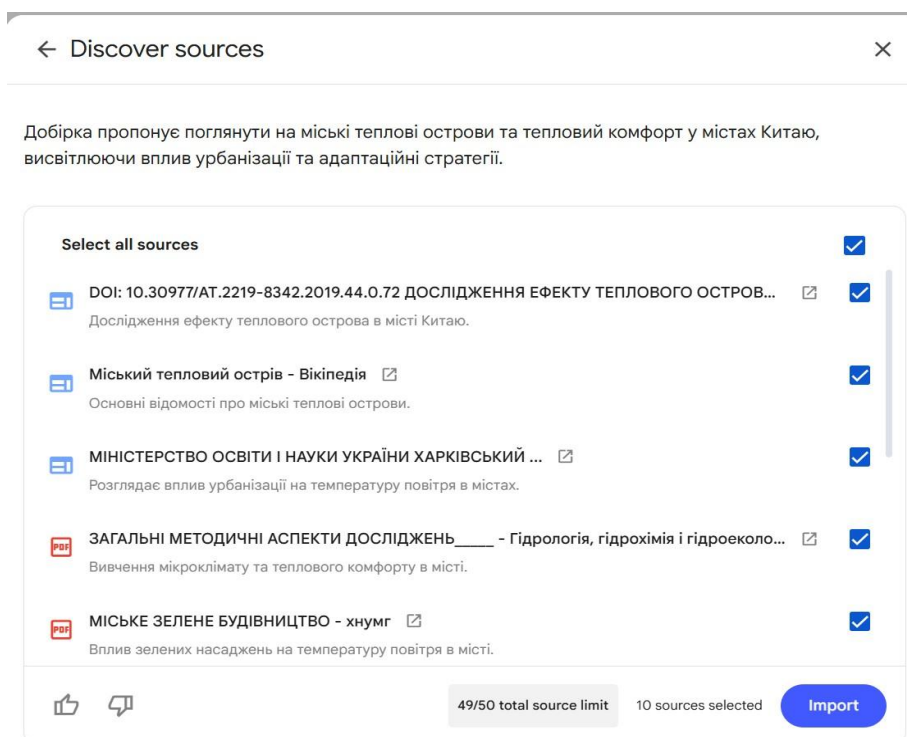 Discover sources
Добірка пропонує поглянути на міські теплові острови та тепловий комфорт у містах Китаю,
висвітлюючи вплив урбанізації та адаптаційні стратегії.
Select all sources
DOI: 10.30977/AT.2219-8342.2019.44.0.72 ДОСЛІДЖЕННЯ ЕФЕКТУ ТЕПЛОВОГО ОСТРОВ...
Дослідження ефекту теплового острова в місті Китаю.
Міський тепловий острів - Вікіпедія
Основні відомості про міські теплові острови.
МІНІСТЕРСТВО ОСВІТИ І НАУКИ УКРАЇНИ ХАРКІВСЬКИЙ ...
Розглядає вплив урбанізації на температуру повітря в містах.
PDF
ЗАГАЛЬНІ МЕТОДИЧНІ АСПЕКТИ ДОСЛІДЖЕНЬ_____ - Гідрологія, гідрохімія і гідроеколо...
Вивчення мікроклімату та теплового комфорту в місті.
PDF
МІСЬКЕ ЗЕЛЕНЕ БУДІВНИЦТВО - хнумг
Вплив зелених насаджень на температуру повітря в місті.
49/50 total source limit
10 sources selected
Import